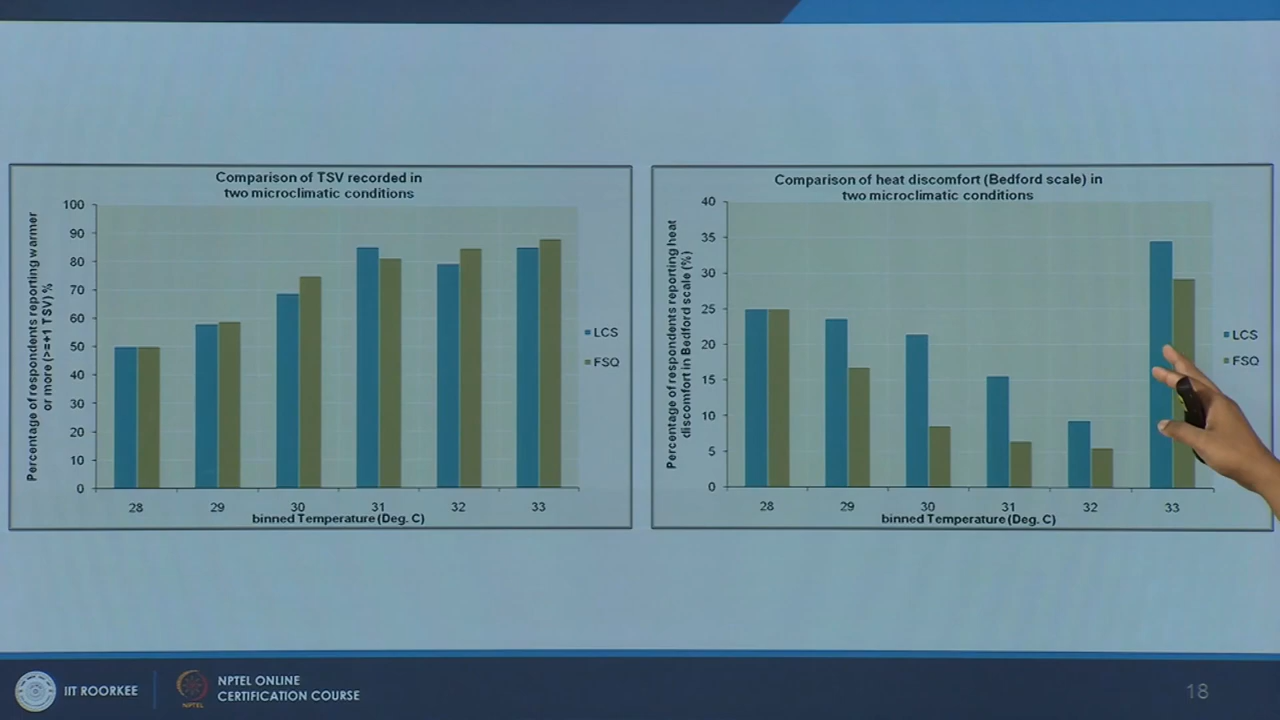 Comparison of TSV recorded in
two microclimatic conditions
Percentage of respondents reporting warmer
or more (>=+1 TSV) %
100
90
80
70
60
50
40
30
20
10
0
28 29 30 31 32 33
binned Temperature (Deg. C)
LCS
FSQ
Comparison of heat discomfort (Bedford scale) in
two microclimatic conditions
Percentage of respondents reporting heat
discomfort in Bedford scale (%)
40
35
30
25
20
15
10
5
0
28 29 30 31 32 33
binned Temperature (Deg. C)
LCS
FSQ
IIT ROORKEE
NPTEL
NPTEL ONLINE
CERTIFICATION COURSE
18